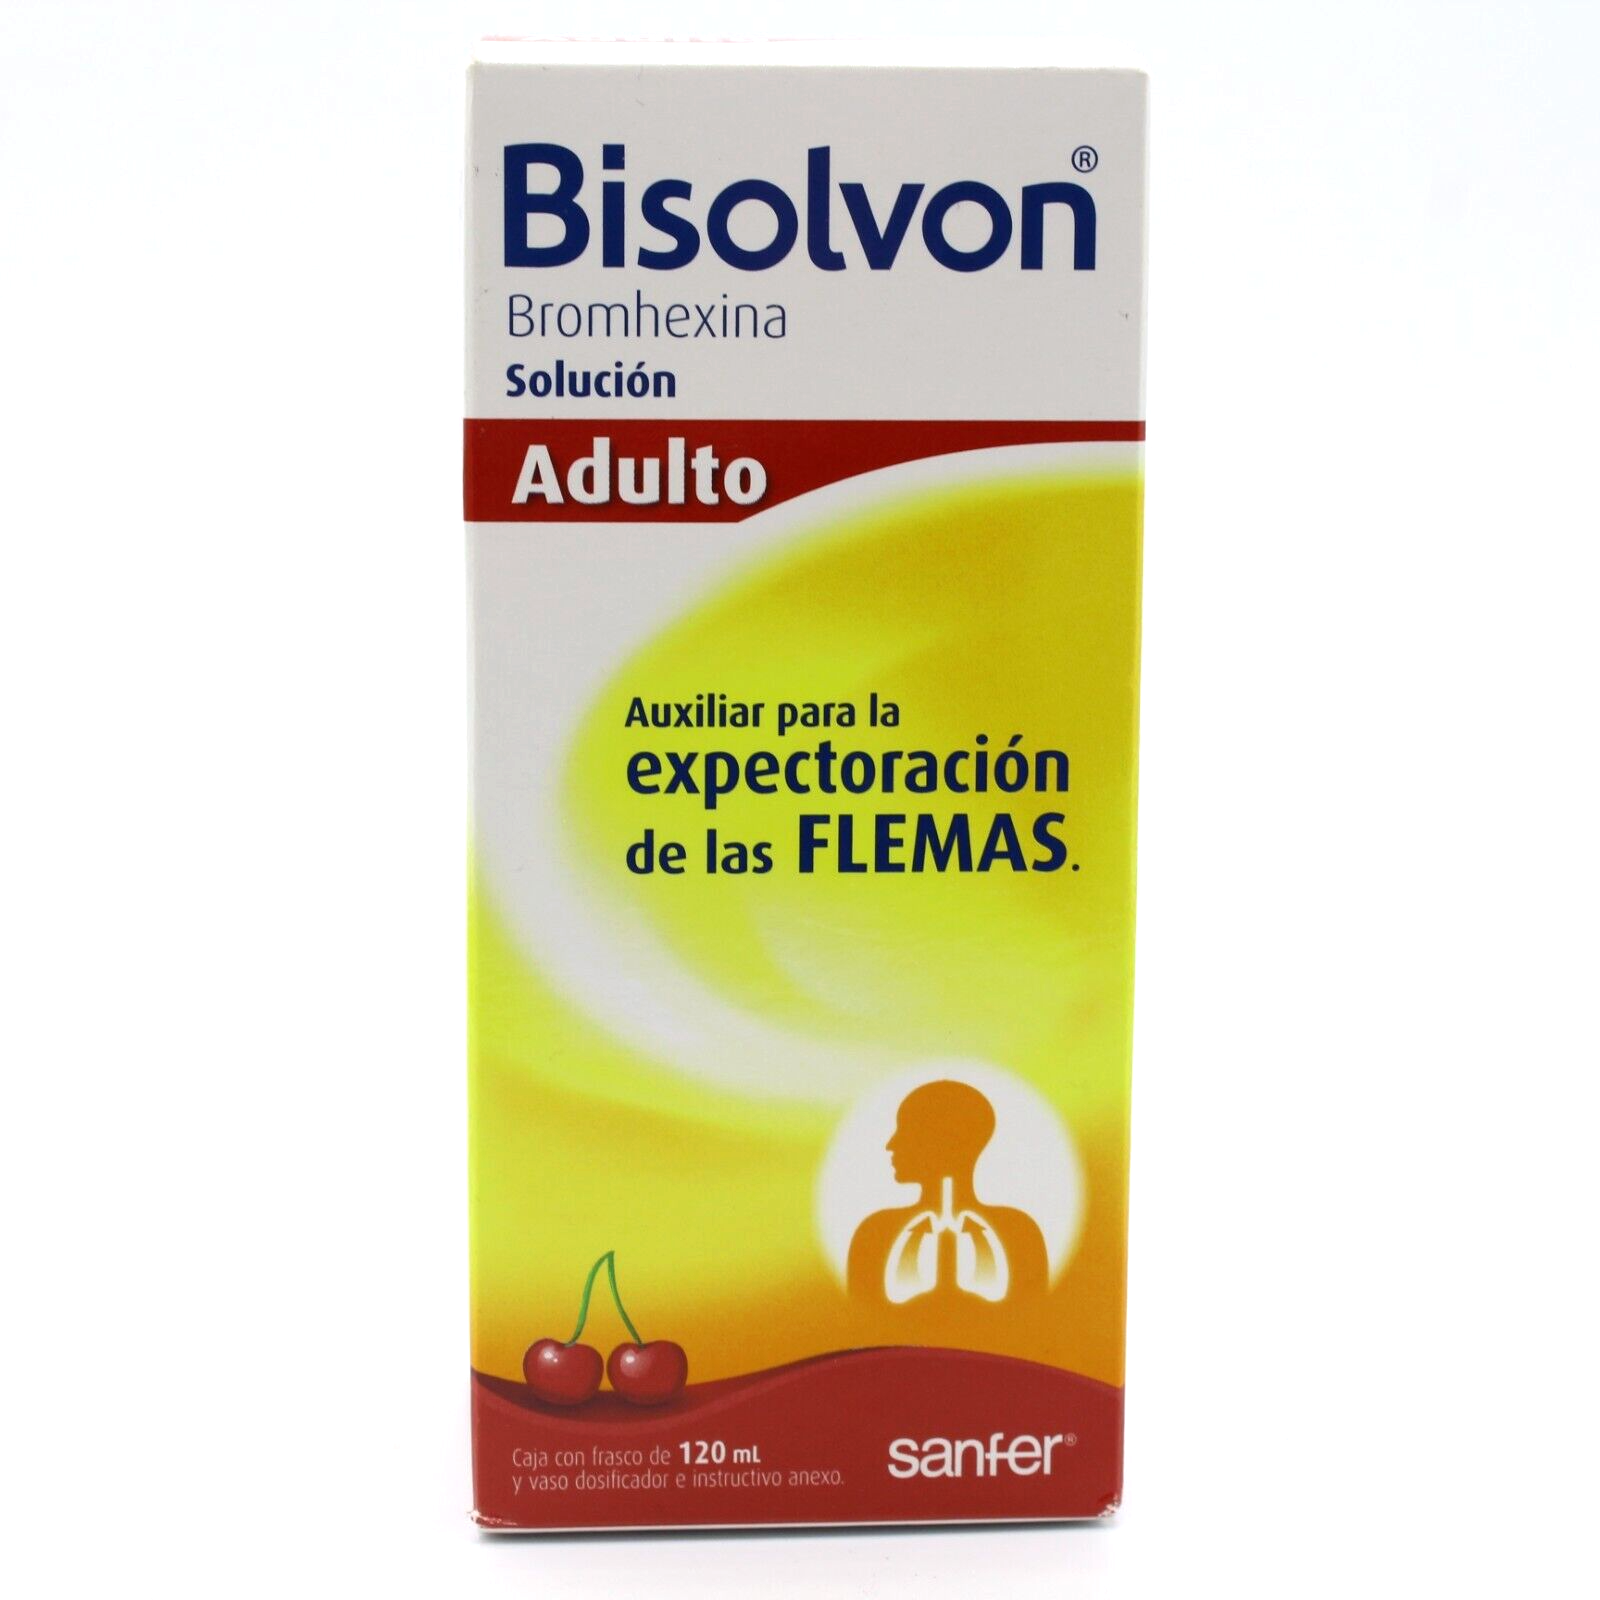 Bisolvon®
Bromhexina
Solución
Adulto
Auxiliar para la
expectoración
de las FLEMAS.
Caja con frasco de 120 mL
y vaso dosificador e instructivo anexo.
sanfer®